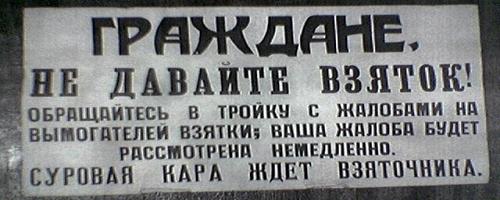 ГРАЖДАНЕ,
НЕ ДАВАЙТЕ ВЗЯТОК!
ОБРАЩАЙТЕСЬ В ТРОЙКУ С ЖАЛОБАМИ НА
ВЫМОГАТЕЛЕЙ ВЗЯТКИ; ВАША ЖАЛОБА БУДЕТ
РАССМОТРЕНА НЕМЕДЛЕННО.
СУРОВАЯ КАРА ЖДЕТ ВЗЯТОЧНИКА.